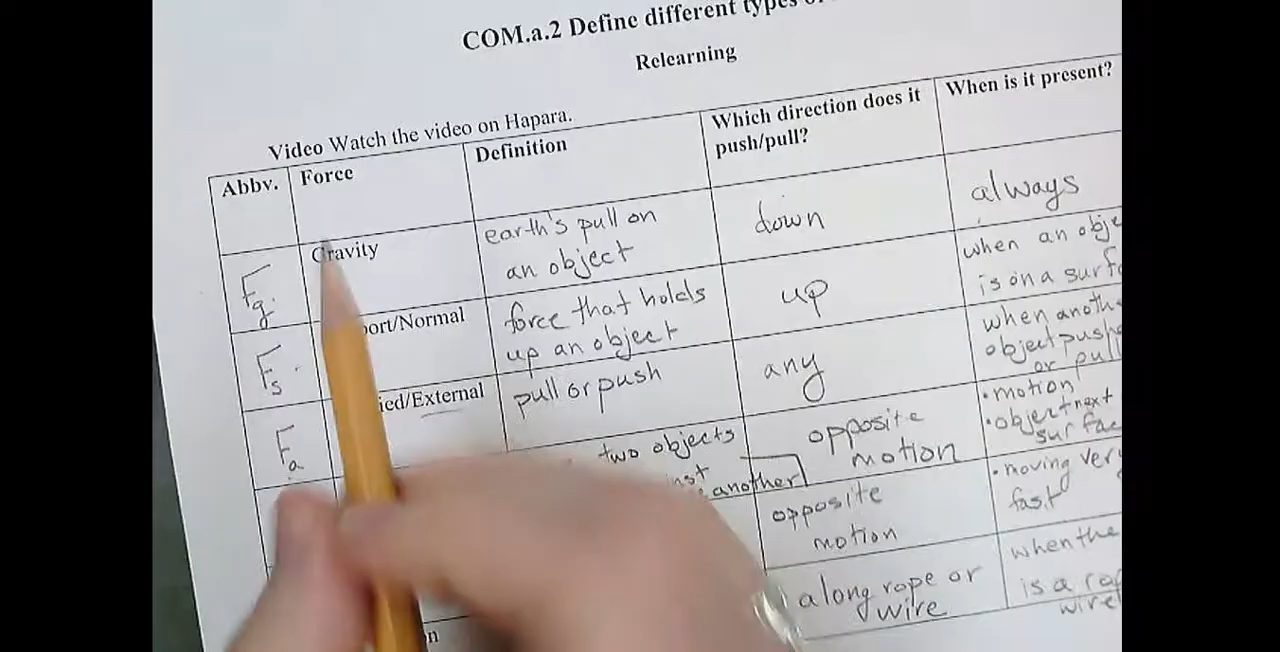 COM.a.2 Define different types
Relearning
Video Watch the video on Hapara.
Abbv.
Force
Definition
Which direction does it
push/pull?
When is it present?
Fg.
Gravity
earth's pull on
an object
down
always
Fs.
port/Normal
force that holds
up an object
up
when an obje
is on a surf
Fa
ied/External
pull or push
any
when anoth
object push
or pull
two objects
another
opposite
motion
• motion
• object next
surfac
opposite
motion
• moving very
fast
along rope or
wire
when the
is a ro
wire
n